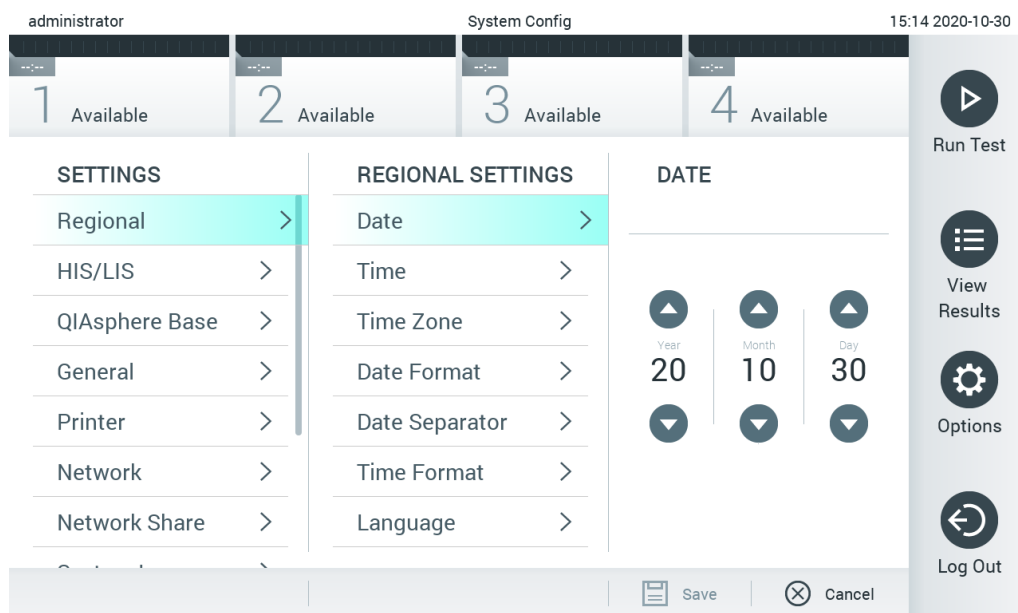 administrator System Config 15:14 2020-10-30
--:-- --:-- --:-- --:--
1 Available 2 Available 3 Available 4 Available
Run Test
SETTINGS REGIONAL SETTINGS DATE
Regional Date
HIS/LIS Time
View
Results
QIAsphere Base Time Zone
Year Month Day
20 10 30
General Date Format
Printer Date Separator
Options
Network Time Format
Network Share Language
Log Out
Save Cancel